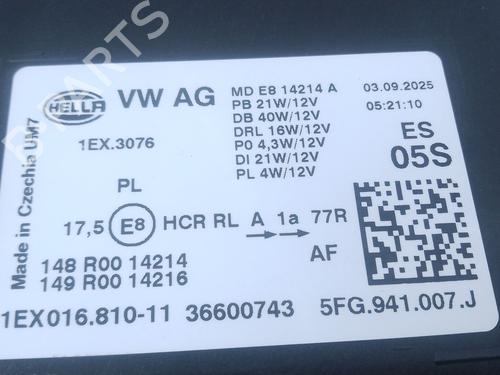 HELLA
VW AG
MD E8 14214 A
PB 21W/12V
DB 40W/12V
DRL 16W/12V
PO 4,3W/12V
DI 21W/12V
PL 4W/12V
03.09.2025
05:21:10
ES
05S
Made in Czechia UM7
1EX.3076
PL
17,5 E8 HCR RL A 1a 77R
AF
148 R00 14214
149 R00 14216
1EX016.810-11 36600743 5FG.941.007.J
B-PARTS